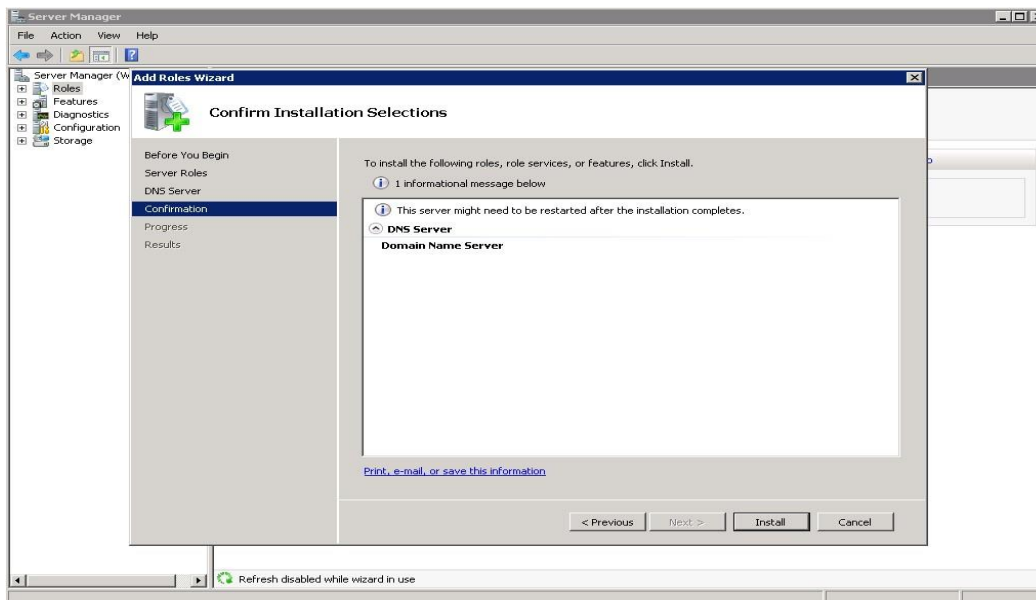 Server Manager
File Action View Help
Server Manager (W
Roles
Features
Diagnostics
Configuration
Storage
Add Roles Wizard
Confirm Installation Selections
Before You Begin
Server Roles
DNS Server
Confirmation
Progress
Results
To install the following roles, role services, or features, click Install.
1 informational message below
This server might need to be restarted after the installation completes.
DNS Server
Domain Name Server
Print, e-mail, or save this information
< Previous Next > Install Cancel
Refresh disabled while wizard in use